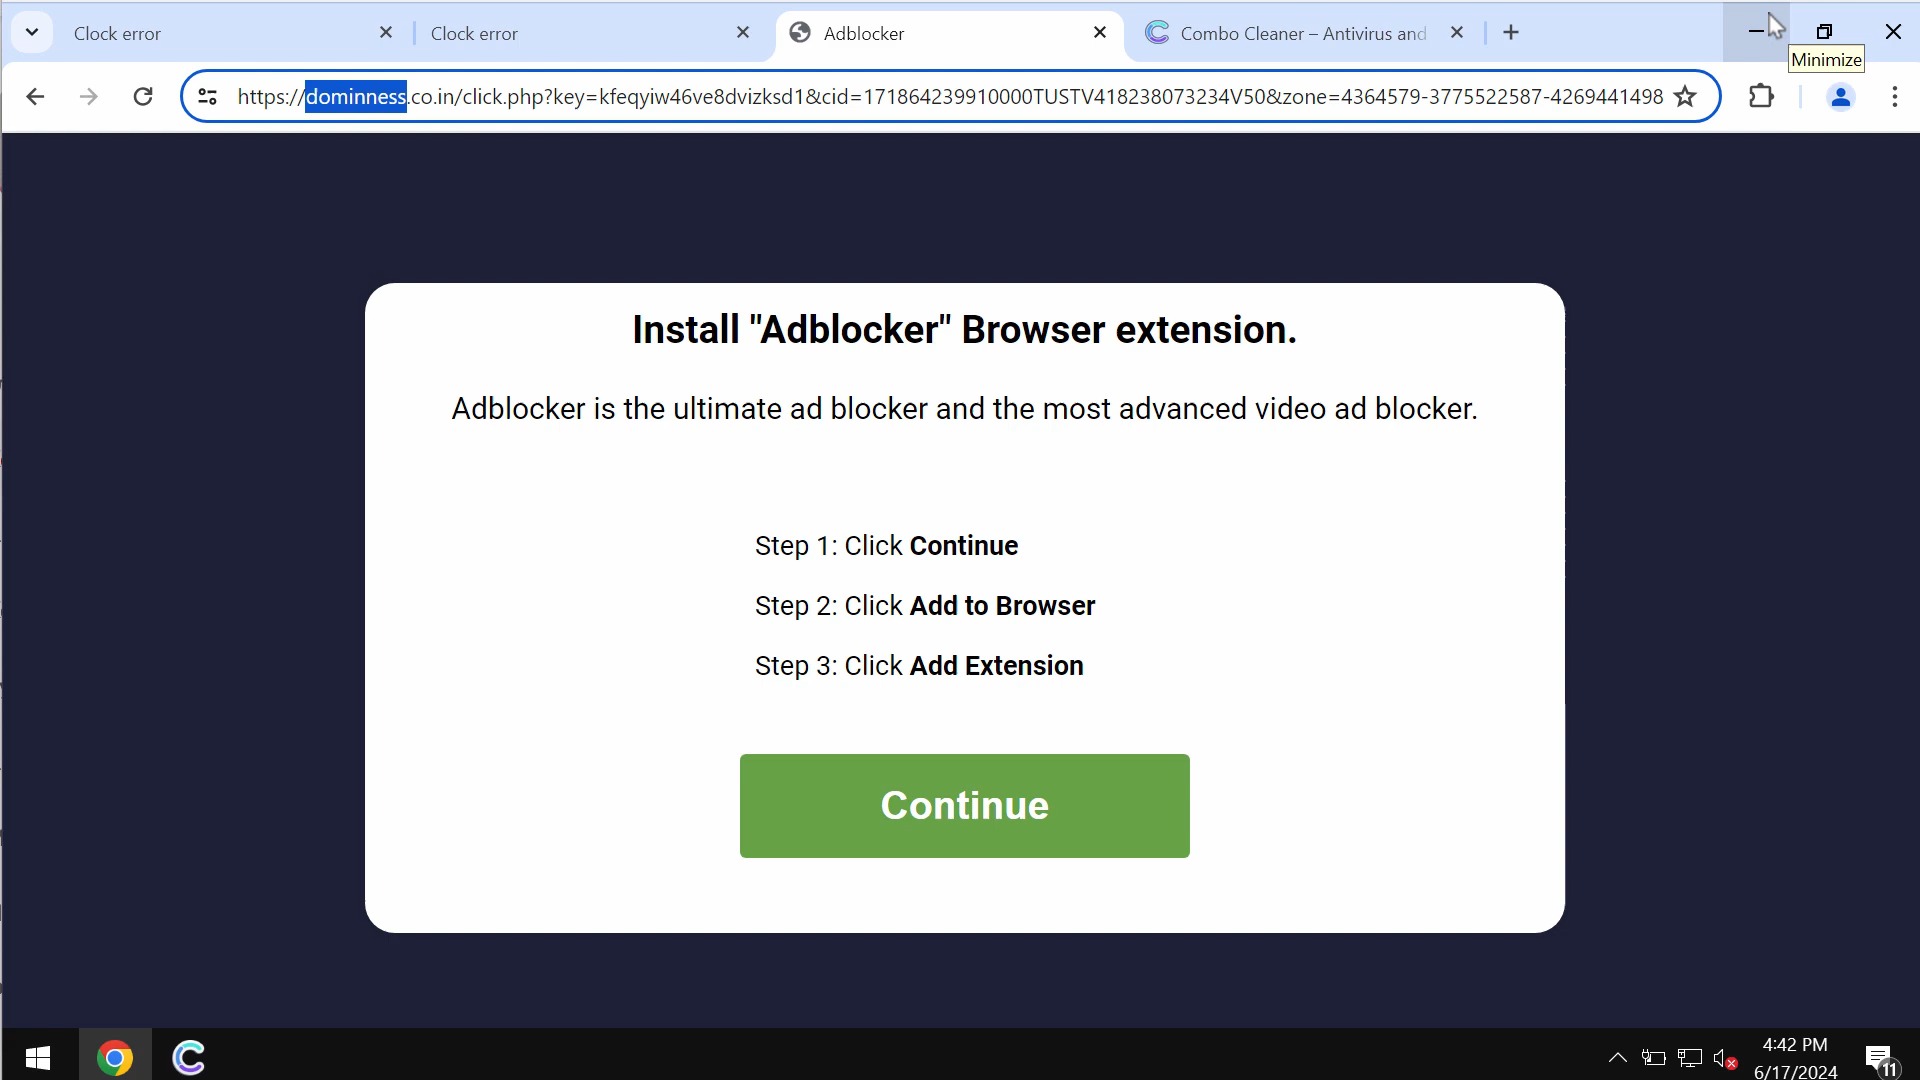 Clock error
Clock error
Adblocker
Combo Cleaner – Antivirus and
Minimize
https://dominness.co.in/click.php?key=kfeqyiw46ve8dvizksd1&cid=171864239910000TUSTV418238073234V50&zone=4364579-3775522587-4269441498
Install "Adblocker" Browser extension.
Adblocker is the ultimate ad blocker and the most advanced video ad blocker.
Step 1: Click Continue
Step 2: Click Add to Browser
Step 3: Click Add Extension
Continue
4:42 PM
6/17/2024
11